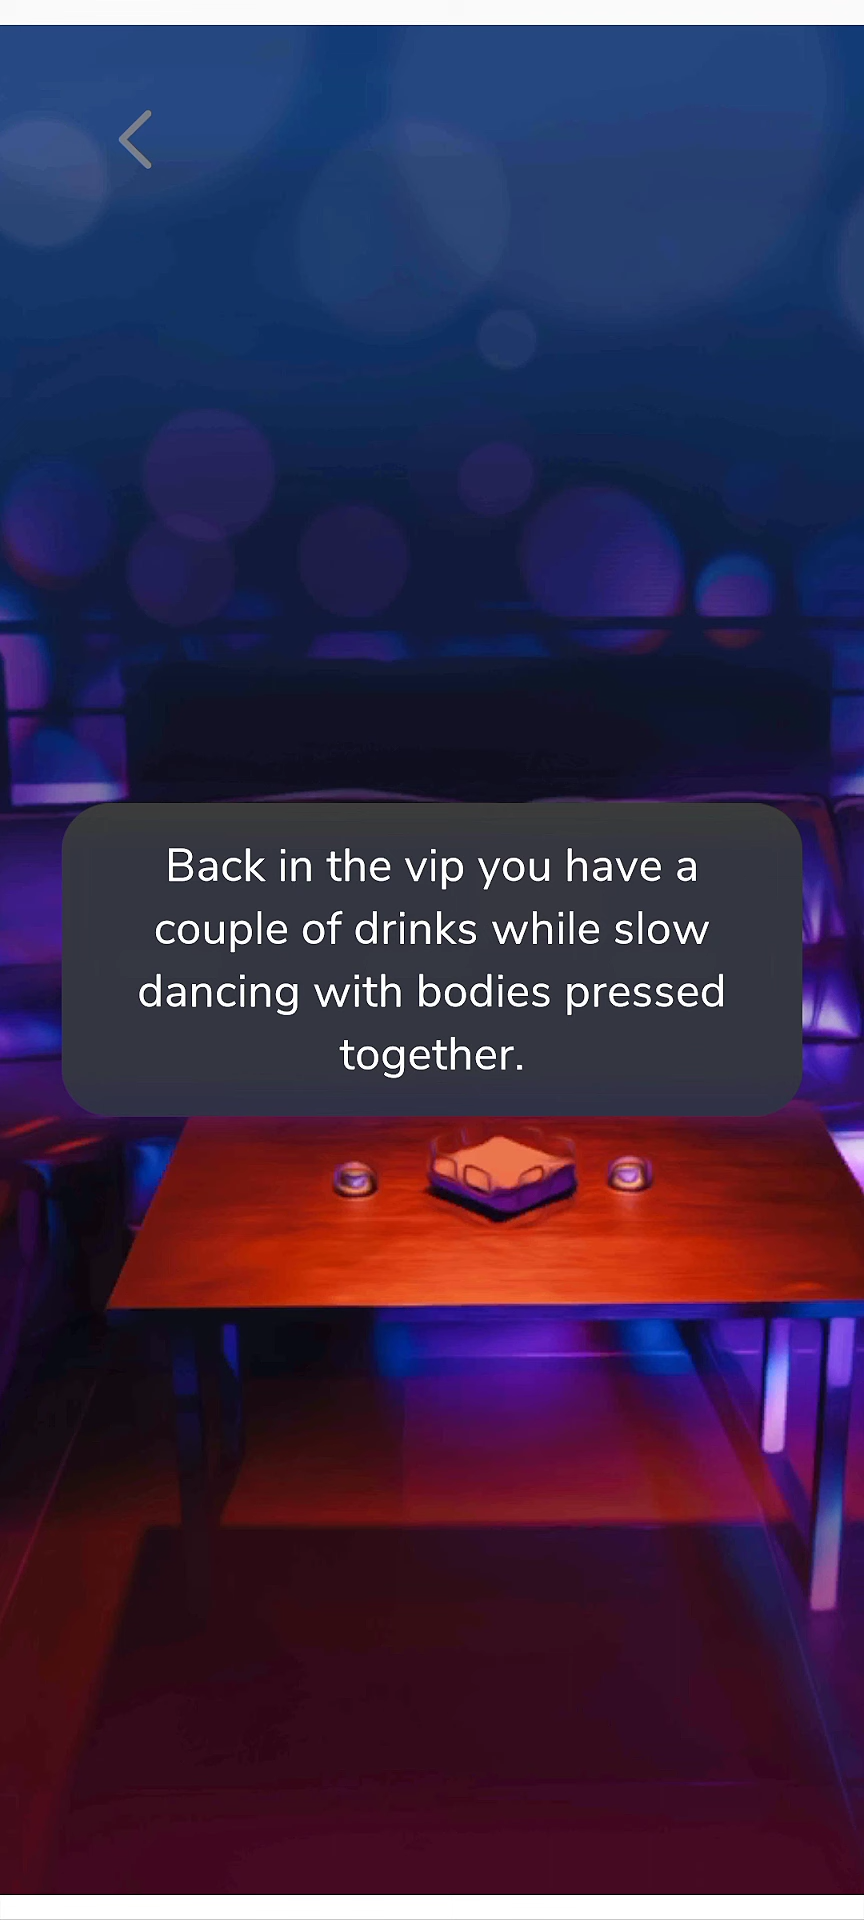 Back in the vip you have a
couple of drinks while slow
dancing with bodies pressed
together.